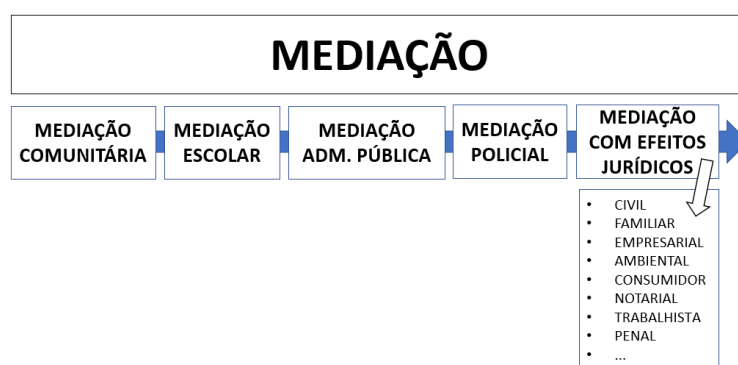 MEDIAÇÃO
MEDIAÇÃO
COMUNITÁRIA
MEDIAÇÃO
ESCOLAR
MEDIAÇÃO
ADM. PÚBLICA
MEDIAÇÃO
POLICIAL
MEDIAÇÃO
COM EFEITOS
JURÍDICOS
• CIVIL
• FAMILIAR
• EMPRESARIAL
• AMBIENTAL
• CONSUMIDOR
• NOTARIAL
• TRABALHISTA
• PENAL
• ...